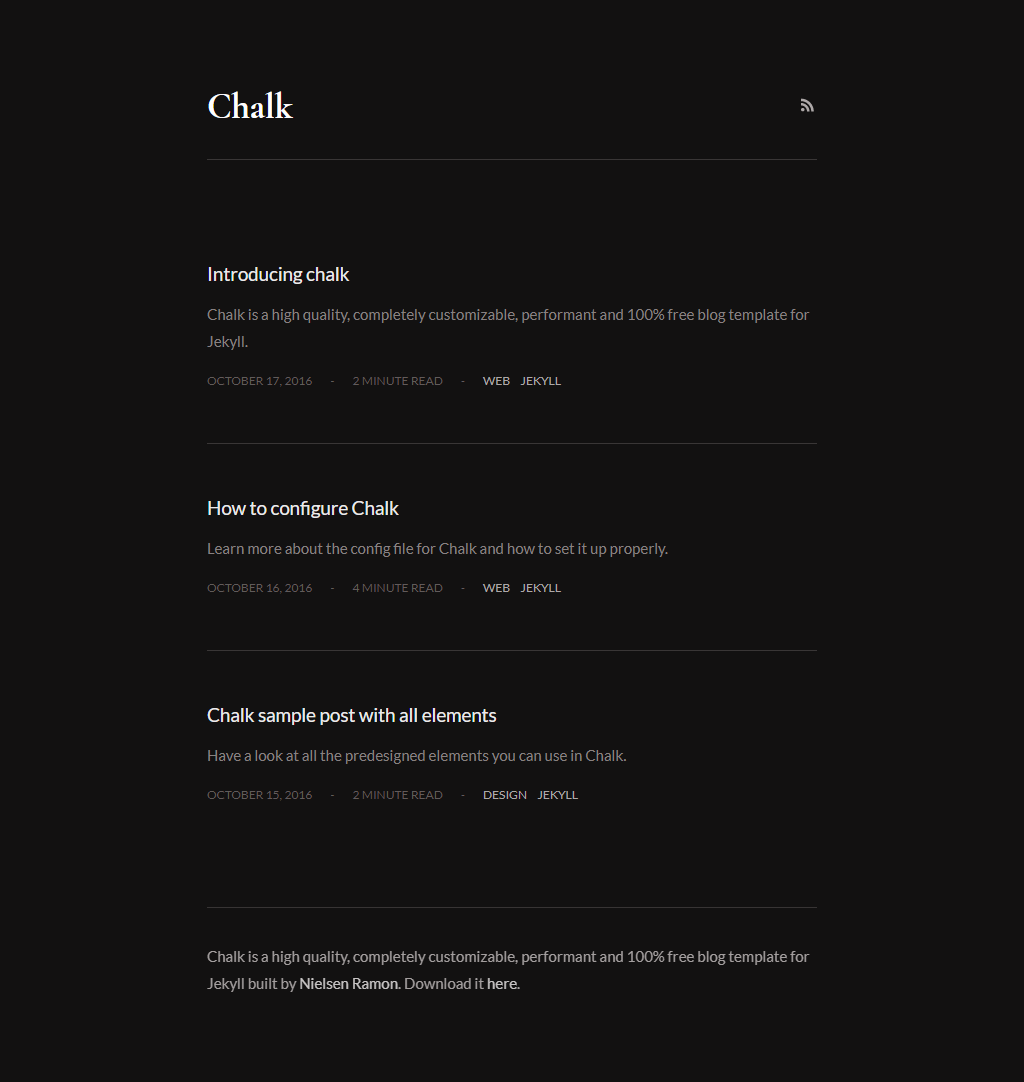 Chalk
Introducing chalk
Chalk is a high quality, completely customizable, performant and 100% free blog template for
Jekyll.
OCTOBER 17, 2016 - 2 MINUTE READ - WEB JEKYLL
How to configure Chalk
Learn more about the config file for Chalk and how to set it up properly.
OCTOBER 16, 2016 - 4 MINUTE READ - WEB JEKYLL
Chalk sample post with all elements
Have a look at all the predesigned elements you can use in Chalk.
OCTOBER 15, 2016 - 2 MINUTE READ - DESIGN JEKYLL
Chalk is a high quality, completely customizable, performant and 100% free blog template for
Jekyll built by Nielsen Ramon. Download it here.